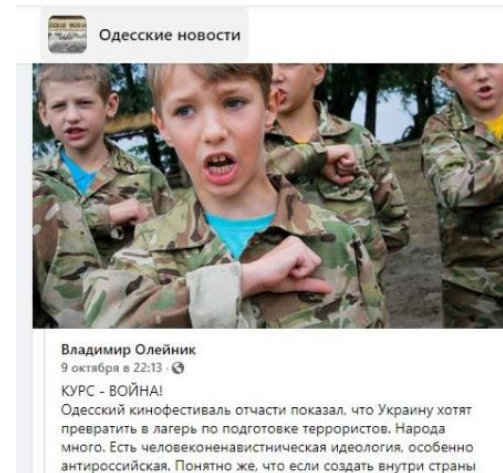 Одесские новости
Владимир Олейник
9 октября в 22:13 ·
КУРС - ВОЙНА!
Одесский кинофестиваль отчасти показал, что Украину хотят
превратить в лагерь по подготовке террористов. Народа
много. Есть человеконенавистническая идеология, особенно
антироссийская. Понятно же, что если создать внутри страны